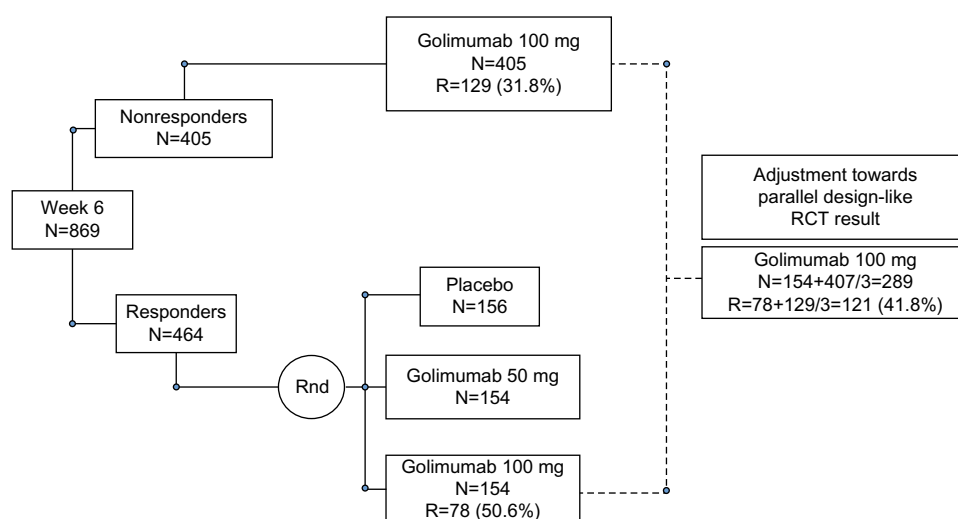 Golimumab 100 mg
N=405
R=129 (31.8%)
Nonresponders
N=405
Week 6
N=869
Adjustment towards
parallel design-like
RCT result
Golimumab 100 mg
N=154+407/3=289
R=78+129/3=121 (41.8%)
Placebo
N=156
Responders
N=464
Rnd
Golimumab 50 mg
N=154
Golimumab 100 mg
N=154
R=78 (50.6%)